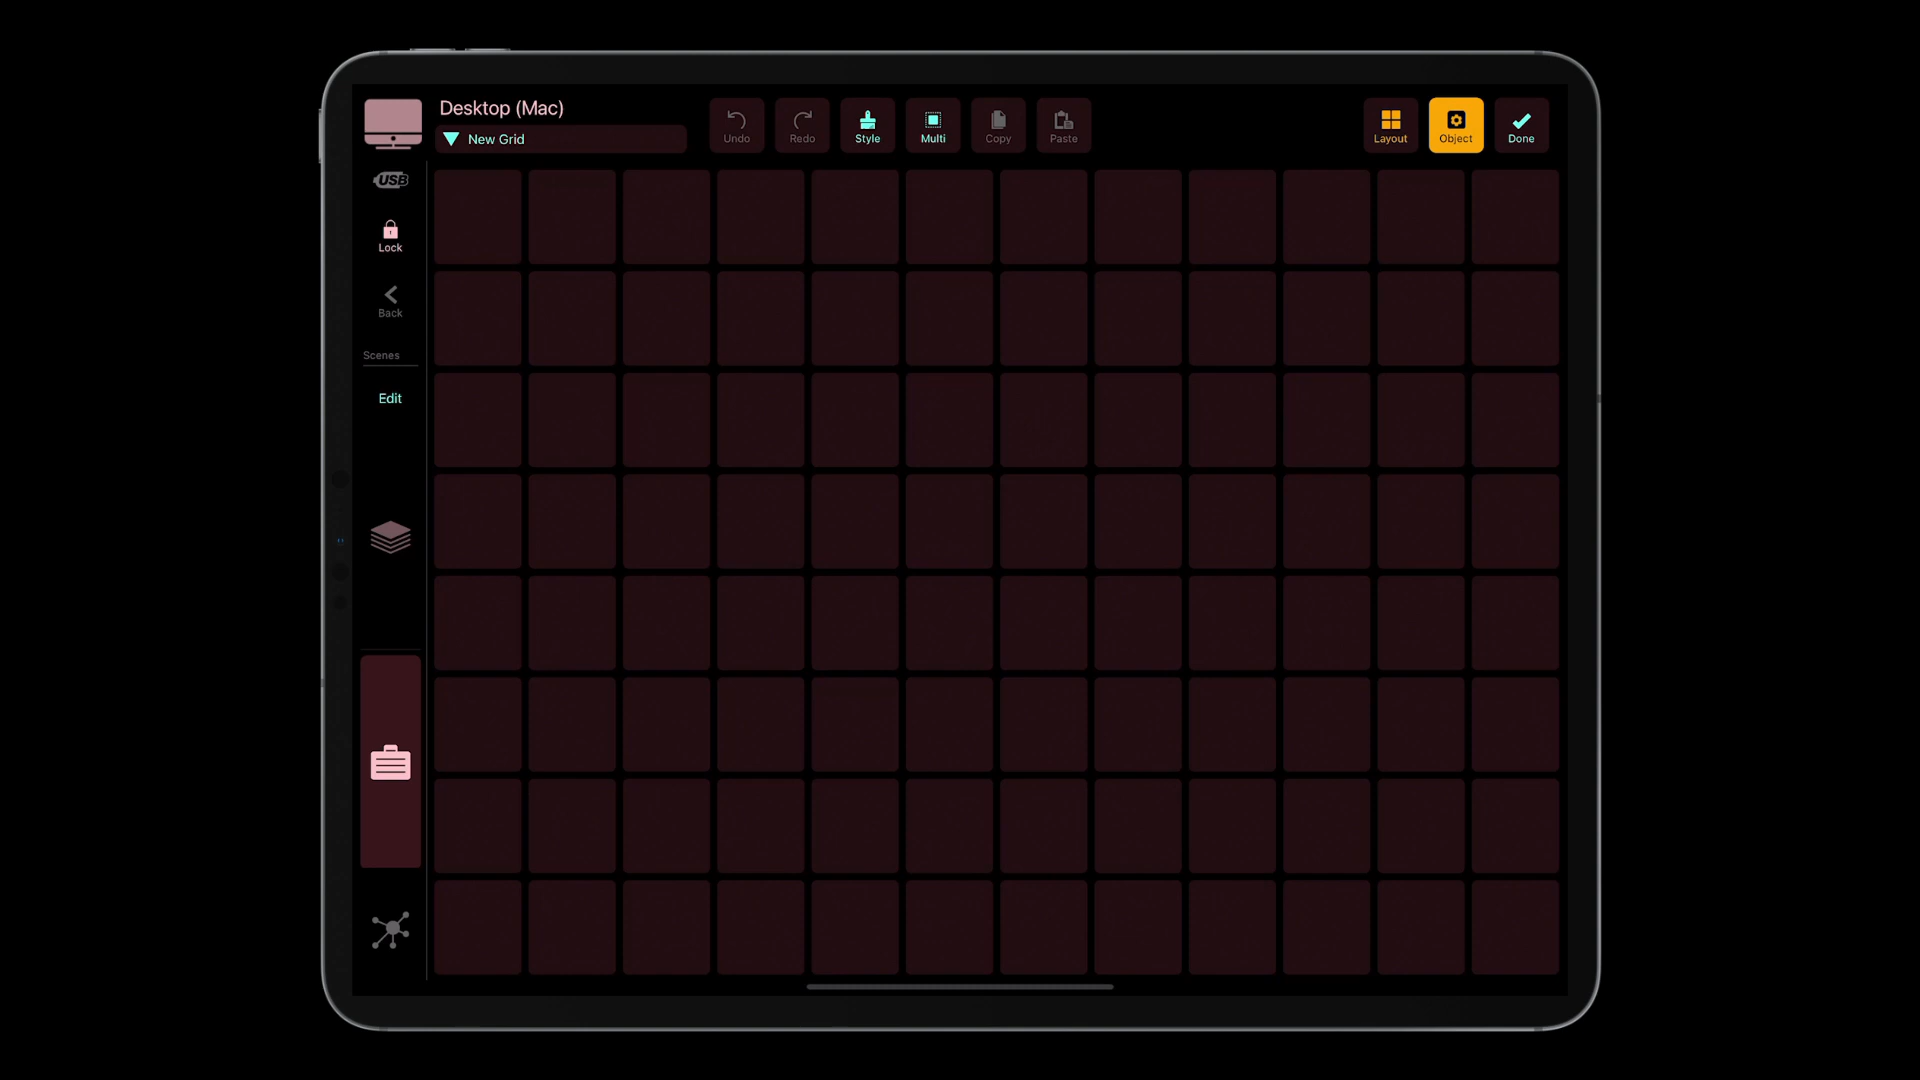 Desktop (Mac)
New Grid
Undo
Redo
Style
Multi
Copy
Paste
Layout
Object
Done
USB
Lock
Back
Scenes
Edit